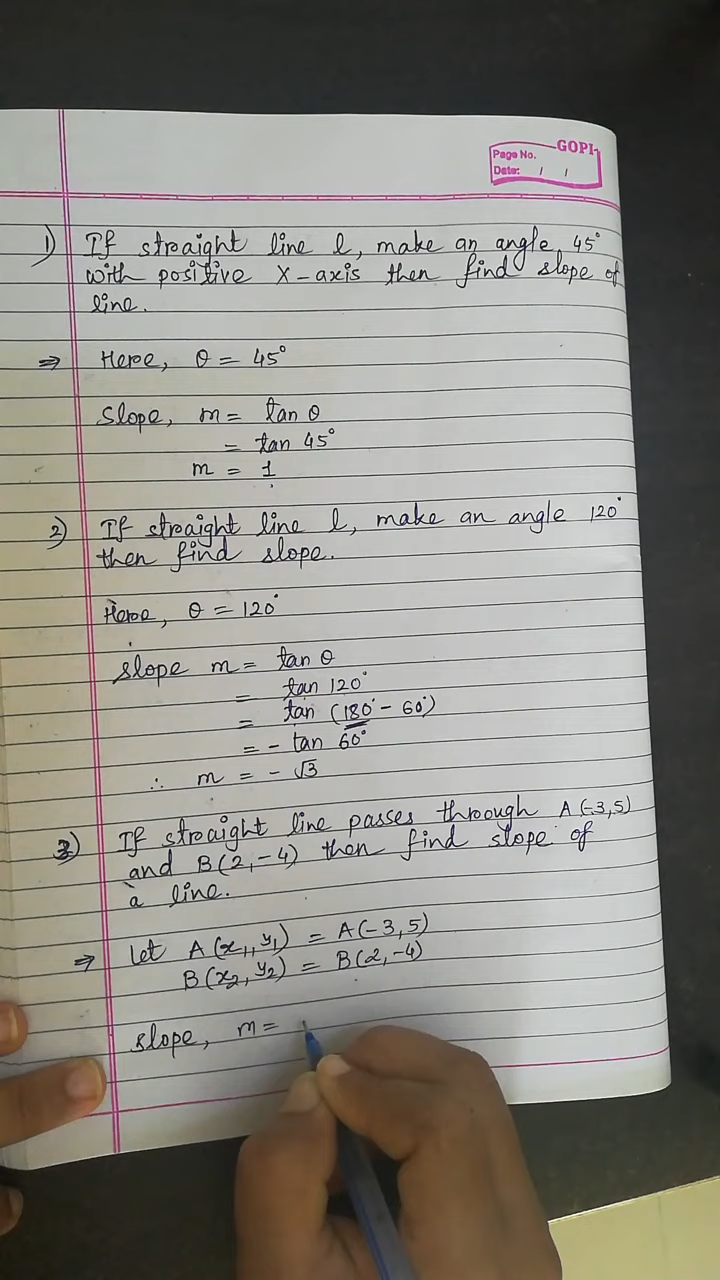 GOPI
Page No.
Date: / /
1) If straight line l, make an angle 45°
with positive X-axis then find slope of
line.
⇒ Here, θ = 45°
Slope, m = tan θ
= tan 45°
m = 1
2) If straight line l, make an angle 120°
then find slope.
Here, θ = 120°
slope m = tan θ
= tan 120°
= tan (180° - 60°)
= - tan 60°
∴ m = - √3
3) If straight line passes through A(-3,5)
and B(2,-4) then find slope of
a line.
⇒ Let A(x₁,y₁) = A(-3,5)
B(x₂,y₂) = B(2,-4)
slope, m =